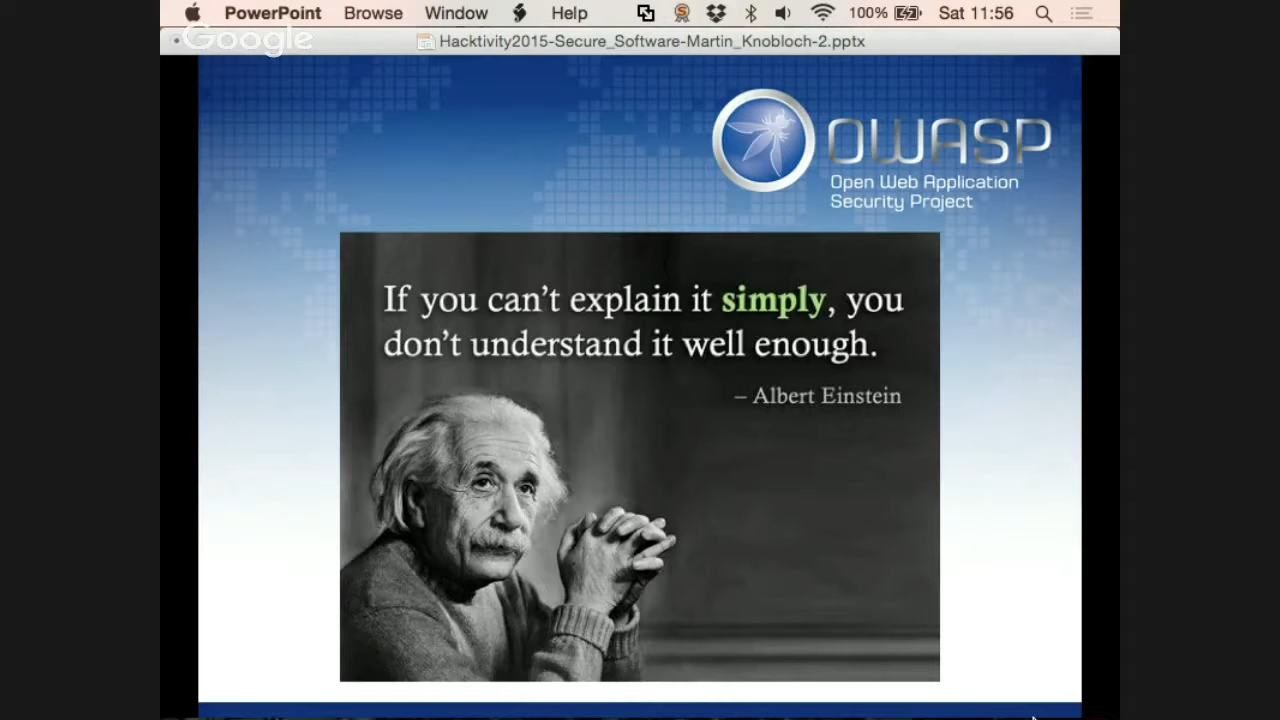 PowerPoint Browse Window Help 100% Sat 11:56
Google
Hacktivity2015-Secure_Software-Martin_Knobloch-2.pptx
OWASP
Open Web Application
Security Project
If you can't explain it simply, you
don't understand it well enough.
– Albert Einstein